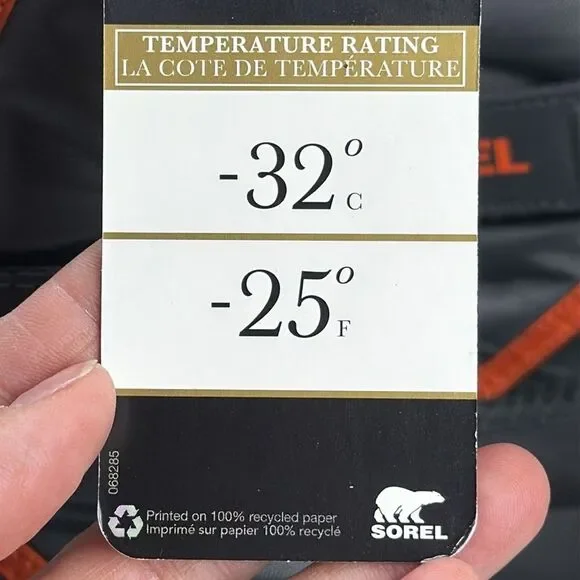 TEMPERATURE RATING
LA COTE DE TEMPÉRATURE
-32° C
-25° F
068285
Printed on 100% recycled paper
Imprimé sur papier 100% recyclé
SOREL
EL